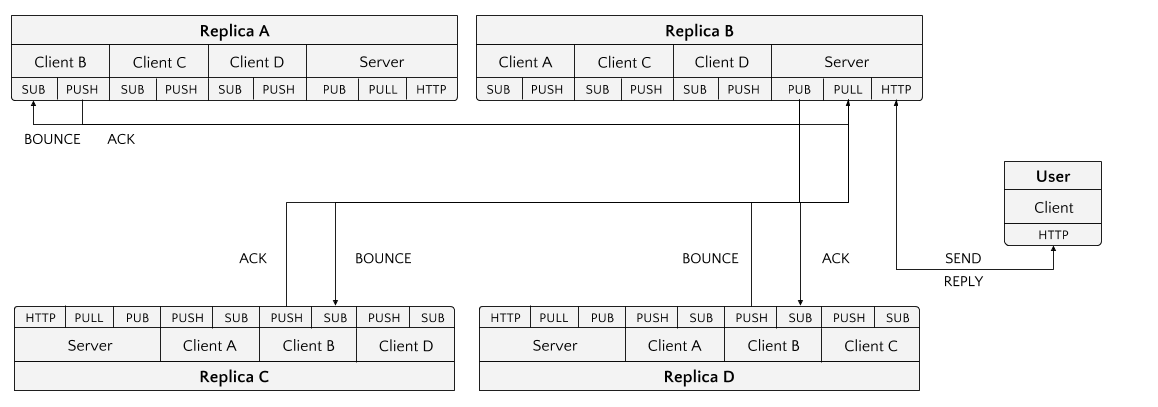 Replica A
Replica B
Client B Client C Client D Server
Client A Client C Client D Server
SUB PUSH SUB PUSH SUB PUSH PUB PULL HTTP
SUB PUSH SUB PUSH SUB PUSH PUB PULL HTTP
BOUNCE ACK
User
Client
HTTP
ACK BOUNCE BOUNCE ACK SEND
REPLY
HTTP PULL PUB PUSH SUB PUSH SUB PUSH SUB
HTTP PULL PUB PUSH SUB PUSH SUB PUSH SUB
Server Client A Client B Client D
Server Client A Client B Client C
Replica C
Replica D